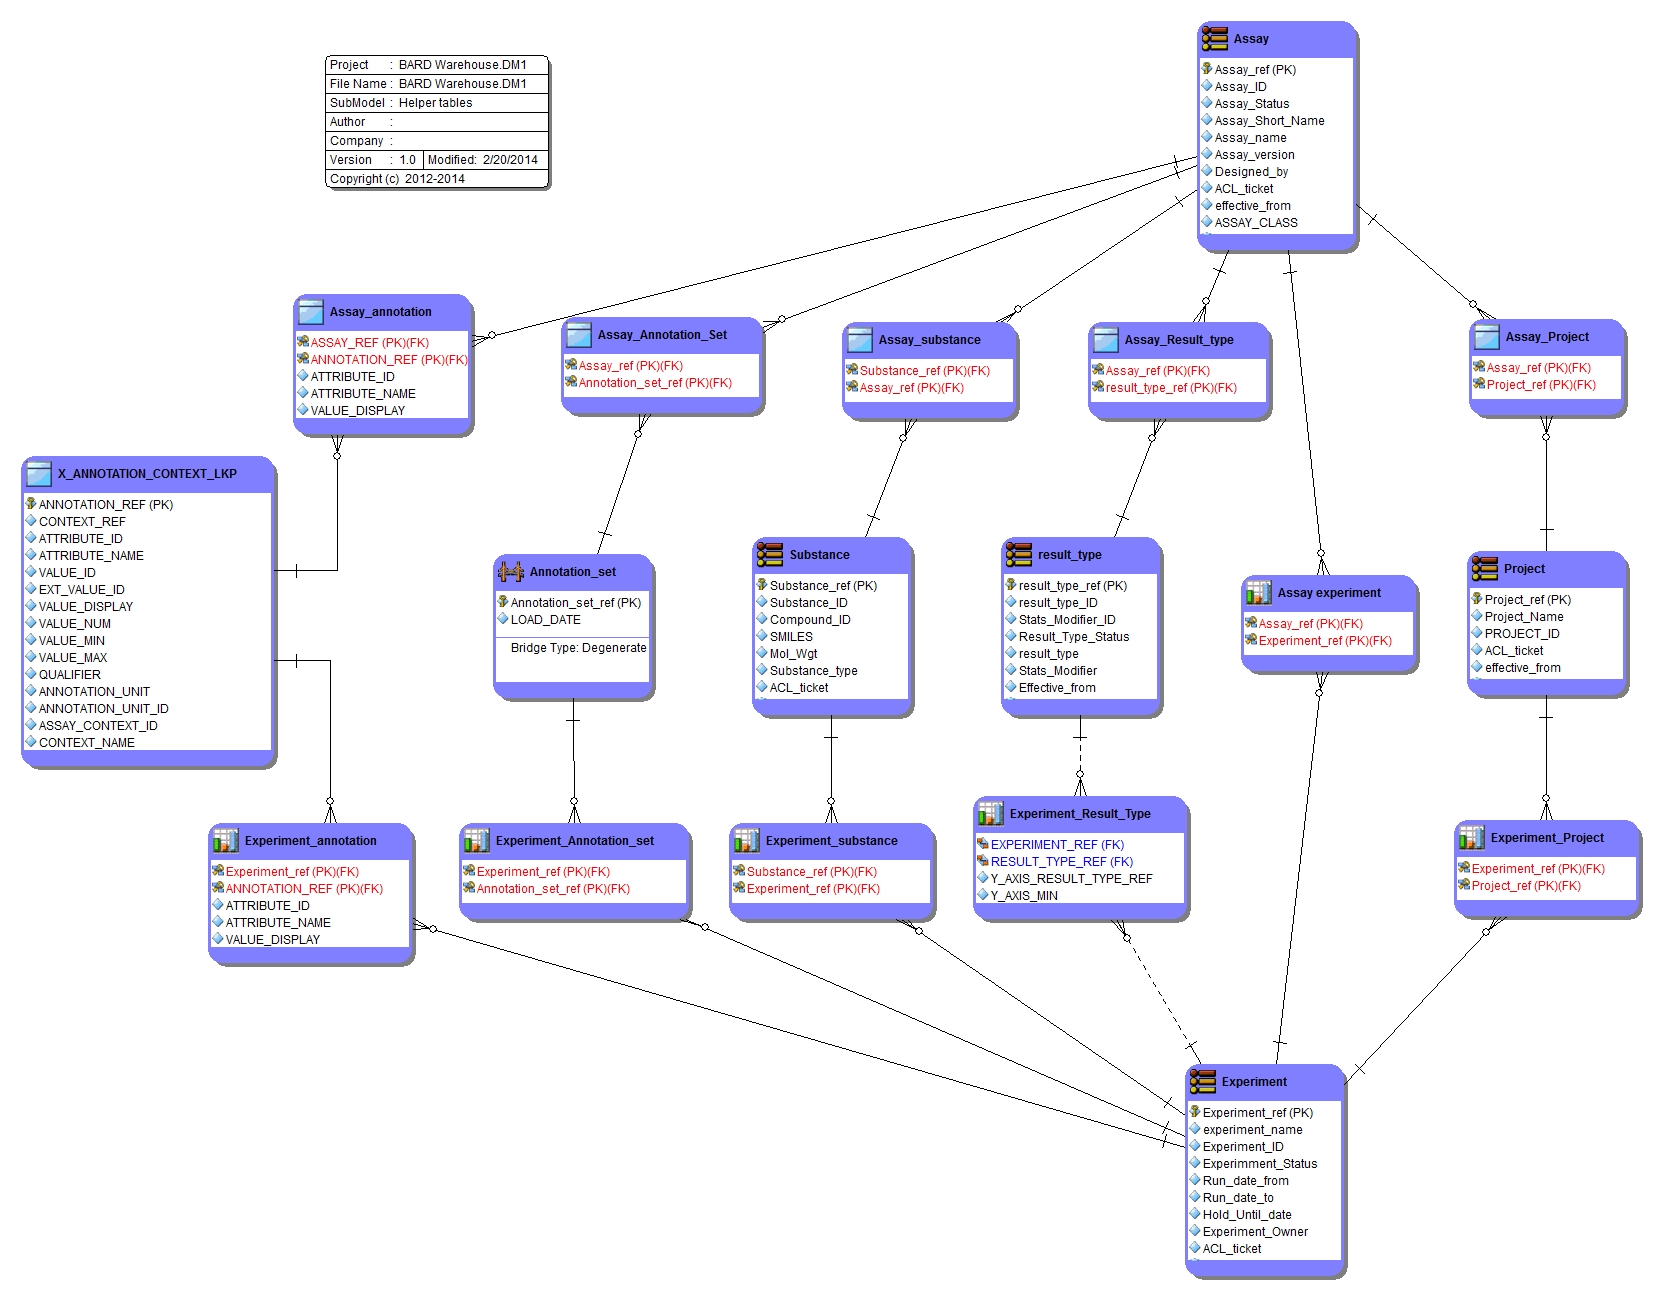 Project : BARD Warehouse.DM1
File Name : BARD Warehouse.DM1
SubModel : Helper tables
Author :
Company :
Version : 1.0 Modified: 2/20/2014
Copyright (c) 2012-2014
Assay
Assay_ref (PK)
Assay_ID
Assay_Status
Assay_Short_Name
Assay_name
Assay_version
Designed_by
ACL_ticket
effective_from
ASSAY_CLASS
Assay_annotation
ASSAY_REF (PK)(FK)
ANNOTATION_REF (PK)(FK)
ATTRIBUTE_ID
ATTRIBUTE_NAME
VALUE_DISPLAY
Assay_Annotation_Set
Assay_ref (PK)(FK)
Annotation_set_ref (PK)(FK)
Assay_substance
Substance_ref (PK)(FK)
Assay_ref (PK)(FK)
Assay_Result_type
Assay_ref (PK)(FK)
result_type_ref (PK)(FK)
Assay_Project
Assay_ref (PK)(FK)
Project_ref (PK)(FK)
X_ANNOTATION_CONTEXT_LKP
ANNOTATION_REF (PK)
CONTEXT_REF
ATTRIBUTE_ID
ATTRIBUTE_NAME
VALUE_ID
EXT_VALUE_ID
VALUE_DISPLAY
VALUE_NUM
VALUE_MIN
VALUE_MAX
QUALIFIER
ANNOTATION_UNIT
ANNOTATION_UNIT_ID
ASSAY_CONTEXT_ID
CONTEXT_NAME
Annotation_set
Annotation_set_ref (PK)
LOAD_DATE
Bridge Type: Degenerate
Substance
Substance_ref (PK)
Substance_ID
Compound_ID
SMILES
Mol_Wgt
Substance_type
ACL_ticket
result_type
result_type_ref (PK)
result_type_ID
Stats_Modifier_ID
Result_Type_Status
result_type
Stats_Modifier
Effective_from
Assay experiment
Assay_ref (PK)(FK)
Experiment_ref (PK)(FK)
Project
Project_ref (PK)
Project_Name
PROJECT_ID
ACL_ticket
effective_from
Experiment_annotation
Experiment_ref (PK)(FK)
ANNOTATION_REF (PK)(FK)
ATTRIBUTE_ID
ATTRIBUTE_NAME
VALUE_DISPLAY
Experiment_Annotation_set
Experiment_ref (PK)(FK)
Annotation_set_ref (PK)(FK)
Experiment_substance
Substance_ref (PK)(FK)
Experiment_ref (PK)(FK)
Experiment_Result_Type
EXPERIMENT_REF (FK)
RESULT_TYPE_REF (FK)
Y_AXIS_RESULT_TYPE_REF
Y_AXIS_MIN
Experiment_Project
Experiment_ref (PK)(FK)
Project_ref (PK)(FK)
Experiment
Experiment_ref (PK)
experiment_name
Experiment_ID
Experimment_Status
Run_date_from
Run_date_to
Hold_Until_date
Experiment_Owner
ACL_ticket